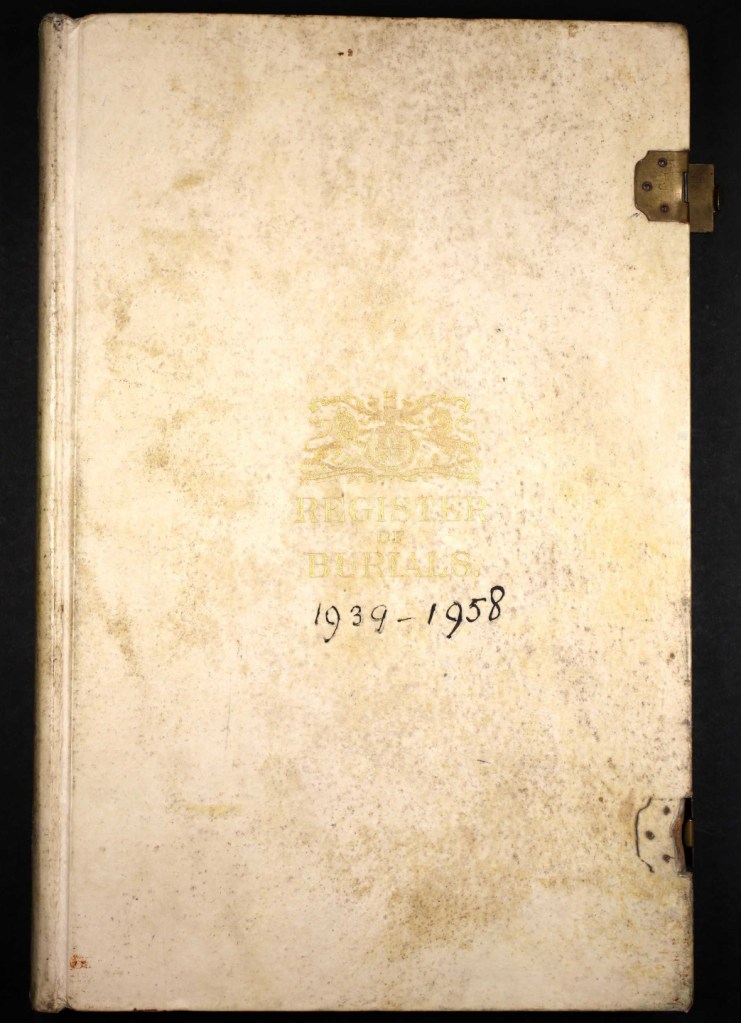 REGISTER
OF
BURIALS.
1939-1958